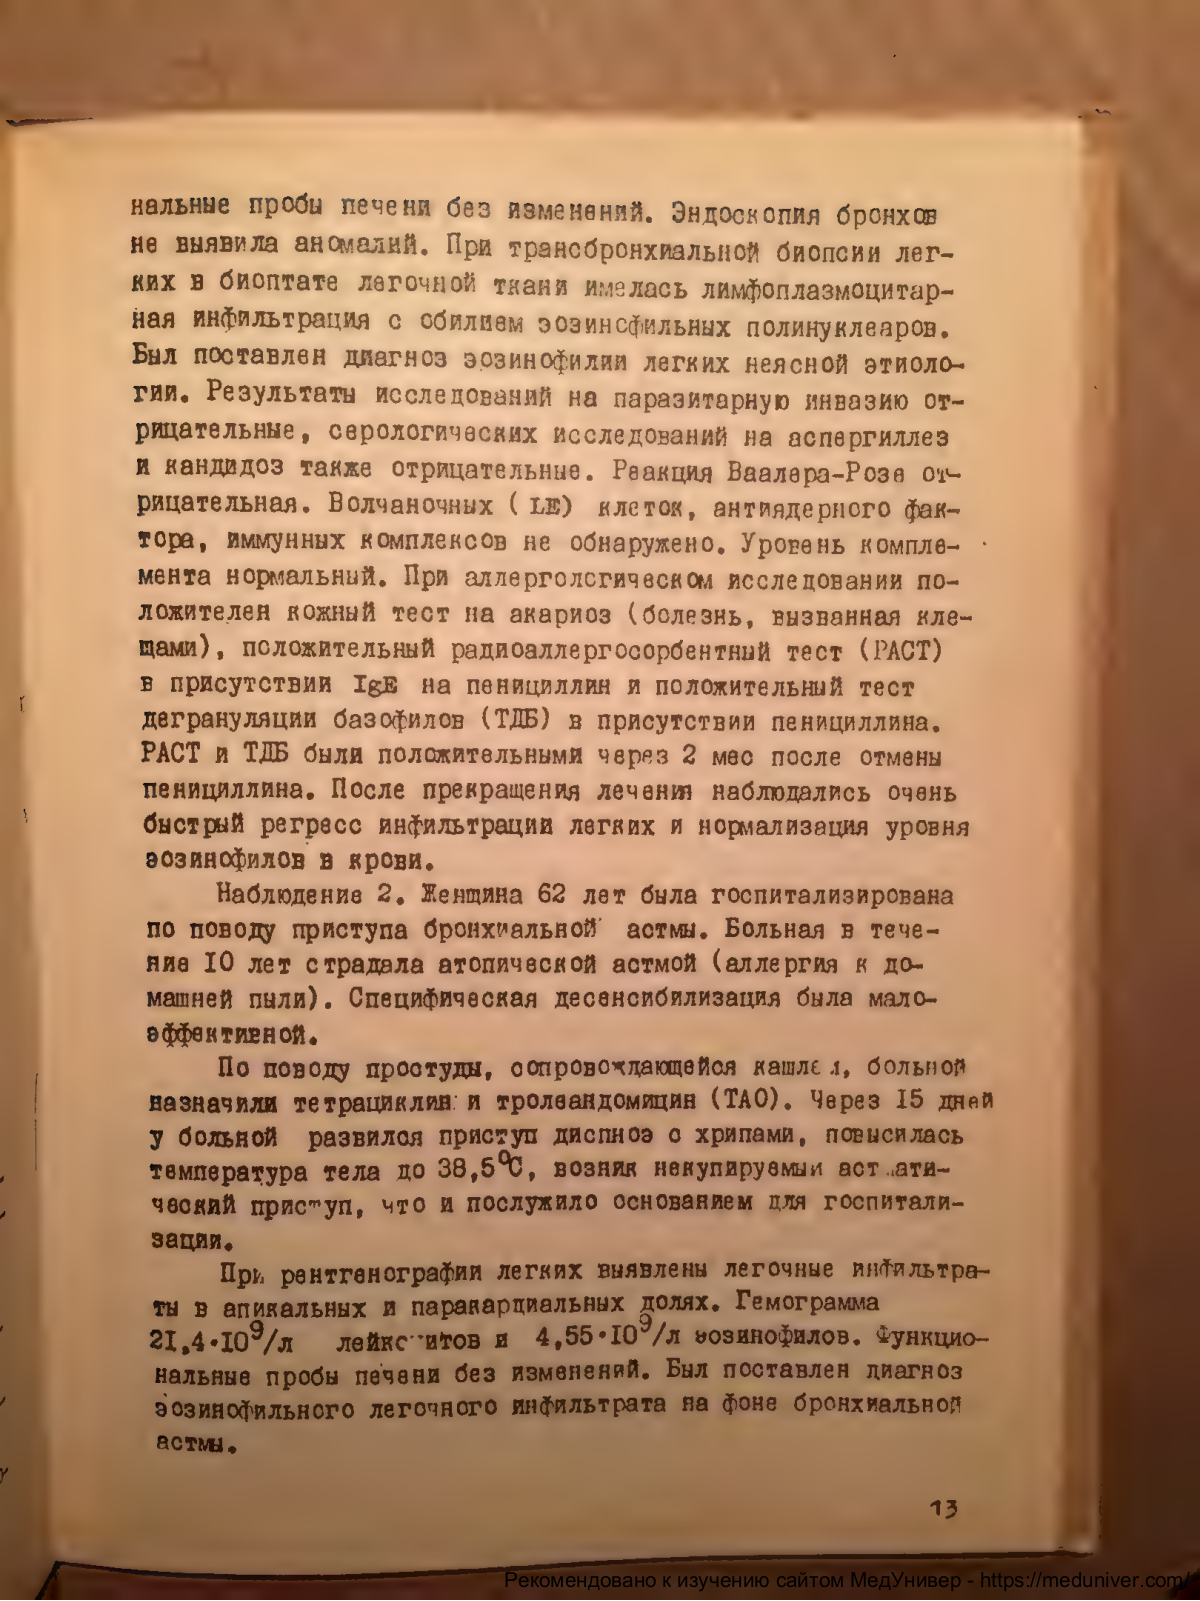 нальные пробы печени без изменений. Эндоскопия бронхов
не выявила аномалий. При трансбронхиальной биопсии лег-
ких в биоптате легочной ткани имелась лимфоплазмоцитар-
ная инфильтрация с обилием эозинофильных полинуклеаров.
Был поставлен диагноз эозинофилии легких неясной этиоло-
гии. Результаты исследований на паразитарную инвазию от-
рицательные, серологических исследований на аспергиллез
и кандидоз также отрицательные. Реакция Ваалера-Розе от-
рицательная. Волчаночных (LE) клеток, антиядерного фак-
тора, иммунных комплексов не обнаружено. Уровень компле-
мента нормальный. При аллергологическом исследовании по-
ложителен кожный тест на акариоз (болезнь, вызванная кле-
щами), положительный радиоаллергосорбентный тест (РАСТ)
в присутствии IgE на пенициллин и положительный тест
дегрануляции базофилов (ТДБ) в присутствии пенициллина.
РАСТ и ТДБ были положительными через 2 мес после отмены
пенициллина. После прекращения лечения наблюдались очень
быстрый регресс инфильтрации легких и нормализация уровня
эозинофилов в крови.
Наблюдение 2. Женщина 62 лет была госпитализирована
по поводу приступа бронхиальной астмы. Больная в тече-
ние 10 лет страдала атопической астмой (аллергия к до-
машней пыли). Специфическая десенсибилизация была мало-
эффективной.
По поводу простуды, сопровождающейся кашлем, больной
назначили тетрациклин и тролеандомицин (ТАО). Через 15 дней
у больной развился приступ диспноэ с хрипами, повысилась
температура тела до 38,5°С, возник некупируемый астмати-
ческий приступ, что и послужило основанием для госпитали-
зации.
При рентгенографии легких выявлены легочные инфильтра-
ты в апикальных и паракардиальных долях. Гемограмма
21,4·10⁹/л лейкоцитов и 4,55·10⁹/л эозинофилов. Функцио-
нальные пробы печени без изменений. Был поставлен диагноз
эозинофильного легочного инфильтрата на фоне бронхиальной
астмы.
13
Рекомендовано к изучению сайтом МедУнивер - https://meduniver.com/